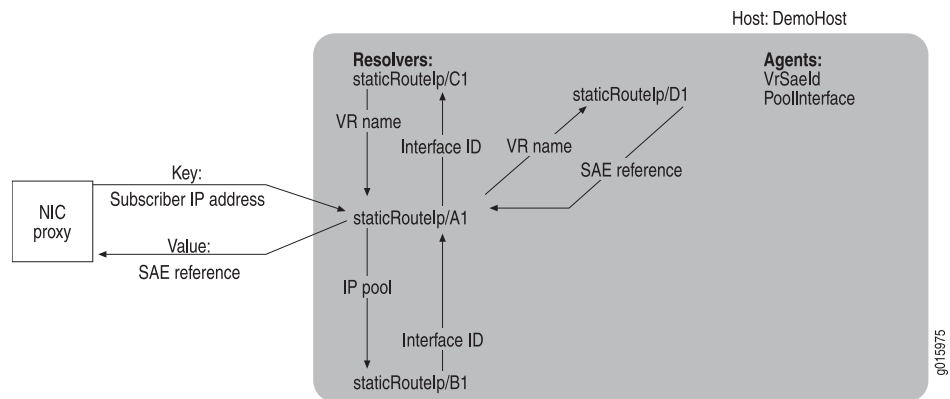 Host: DemoHost
Resolvers:
staticRouteIp/C1
Agents:
VrSaeId
PoolInterface
staticRouteIp/D1
VR name
Interface ID
VR name
SAE reference
Key:
Subscriber IP address
NIC
proxy
staticRouteIp/A1
Value:
SAE reference
IP pool
Interface ID
staticRouteIp/B1
g015975